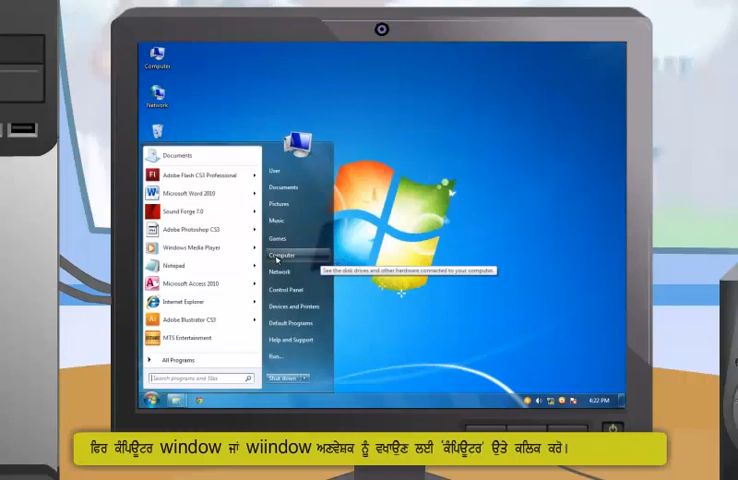 Computer
Network
Documents
Adobe Flash CS3 Professional
Microsoft Word 2010
Sound Forge 7.0
Adobe Photoshop CS3
Windows Media Player
Notepad
Microsoft Access 2010
Internet Explorer
Adobe Illustrator CS3
MTS Entertainment
All Programs
Search programs and files
User
Documents
Pictures
Music
Games
Computer
See the disk drives and other hardware connected to your computer.
Network
Control Panel
Devices and Printers
Default Programs
Help and Support
Run...
Shut down
6:22 PM
ਫਿਰ ਕੰਪਿਊਟਰ window ਜਾਂ wiindow ਅਣਵੇਸ਼ਕ ਨੂੰ ਵਖਾਉਣ ਲਈ 'ਕੰਪਿਊਟਰ' ਉਤੇ ਕਲਿਕ ਕਰੋ।